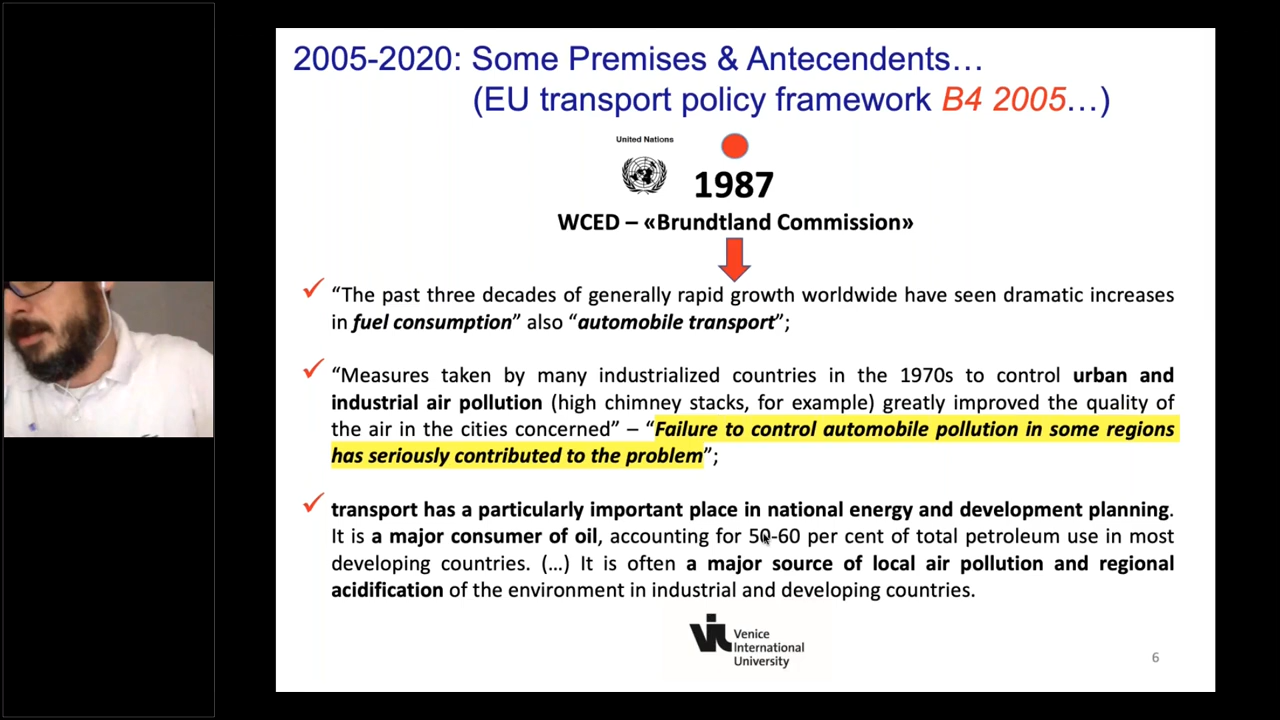 2005-2020: Some Premises & Antecendents…
(EU transport policy framework B4 2005…)
United Nations
1987
WCED – «Brundtland Commission»
“The past three decades of generally rapid growth worldwide have seen dramatic increases
in fuel consumption” also “automobile transport”;
“Measures taken by many industrialized countries in the 1970s to control urban and
industrial air pollution (high chimney stacks, for example) greatly improved the quality of
the air in the cities concerned” – “Failure to control automobile pollution in some regions
has seriously contributed to the problem”;
transport has a particularly important place in national energy and development planning.
It is a major consumer of oil, accounting for 50-60 per cent of total petroleum use in most
developing countries. (…) It is often a major source of local air pollution and regional
acidification of the environment in industrial and developing countries.
Venice
International
University
6